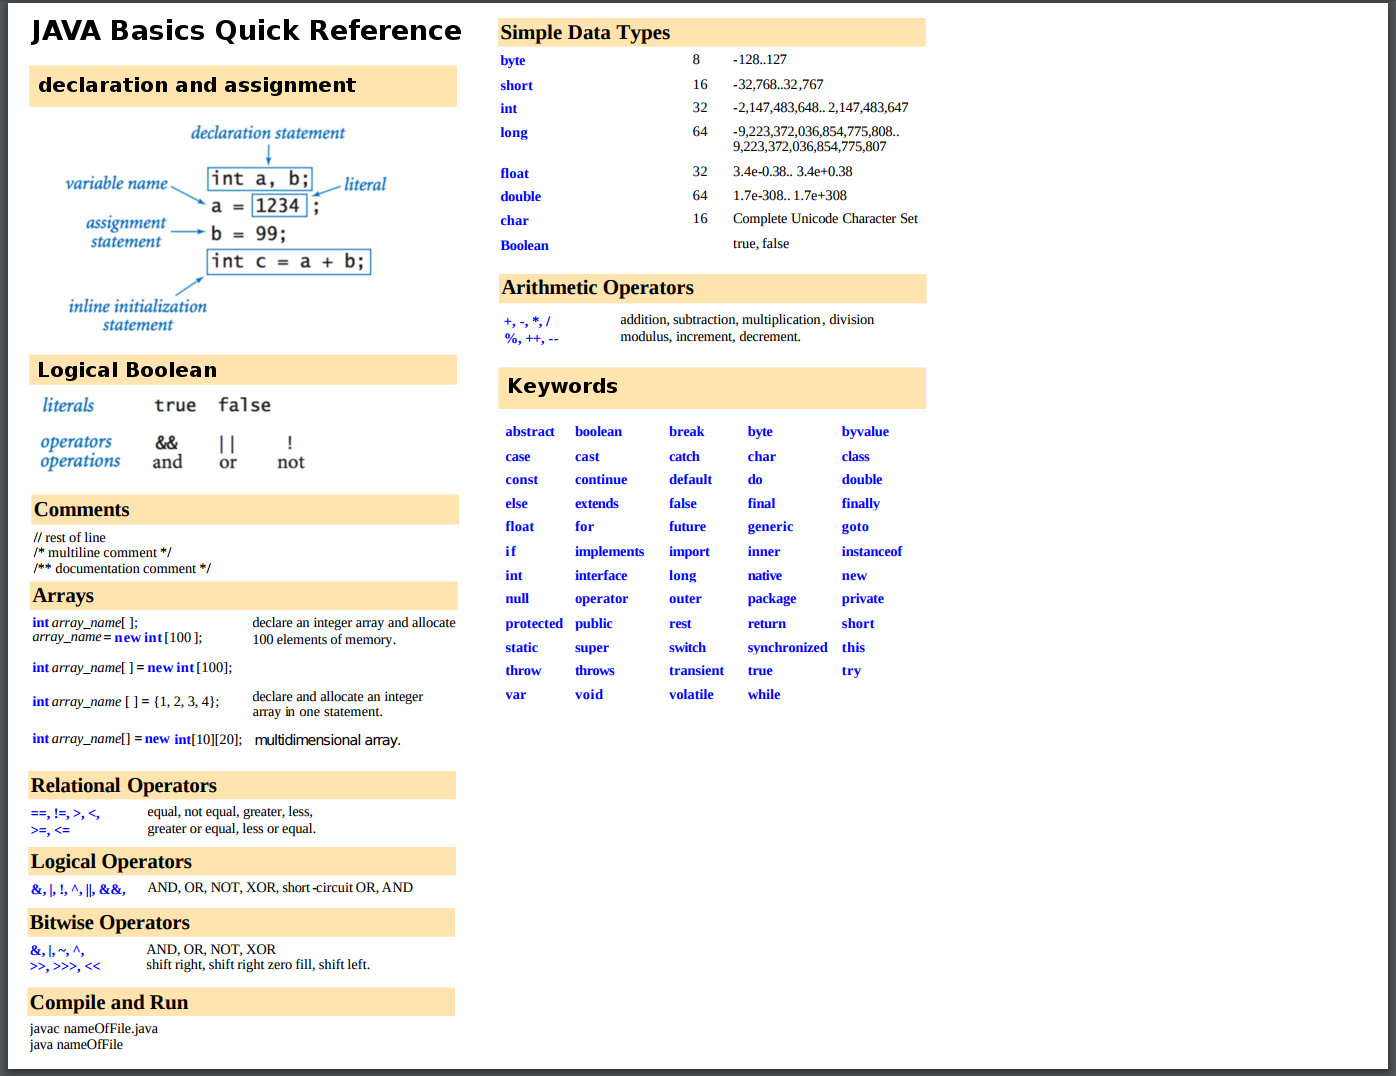 JAVA Basics Quick Reference
declaration and assignment
declaration statement
int a, b;
variable name
literal
a = 1234 ;
assignment
statement
b = 99;
int c = a + b;
inline initialization
statement
Logical Boolean
literals true false
operators && || !
operations and or not
Comments
// rest of line
/* multiline comment */
/** documentation comment */
Arrays
int array_name[ ]; declare an integer array and allocate
array_name = new int [100 ]; 100 elements of memory.
int array_name[ ] = new int [100];
int array_name [ ] = {1, 2, 3, 4}; declare and allocate an integer
array in one statement.
int array_name[] = new int[10][20]; multidimensional array.
Relational Operators
==, !=, >, <, equal, not equal, greater, less,
>=, <= greater or equal, less or equal.
Logical Operators
&, |, !, ^, ||, &&, AND, OR, NOT, XOR, short-circuit OR, AND
Bitwise Operators
&, |, ~, ^, AND, OR, NOT, XOR
>>, >>>, << shift right, shift right zero fill, shift left.
Compile and Run
javac nameOfFile.java
java nameOfFile
Simple Data Types
byte 8 -128..127
short 16 -32,768..32,767
int 32 -2,147,483,648.. 2,147,483,647
long 64 -9,223,372,036,854,775,808..
9,223,372,036,854,775,807
float 32 3.4e-0.38.. 3.4e+0.38
double 64 1.7e-308.. 1.7e+308
char 16 Complete Unicode Character Set
Boolean true, false
Arithmetic Operators
+, -, *, / addition, subtraction, multiplication, division
%, ++, -- modulus, increment, decrement.
Keywords
abstract boolean break byte byvalue
case cast catch char class
const continue default do double
else extends false final finally
float for future generic goto
if implements import inner instanceof
int interface long native new
null operator outer package private
protected public rest return short
static super switch synchronized this
throw throws transient true try
var void volatile while